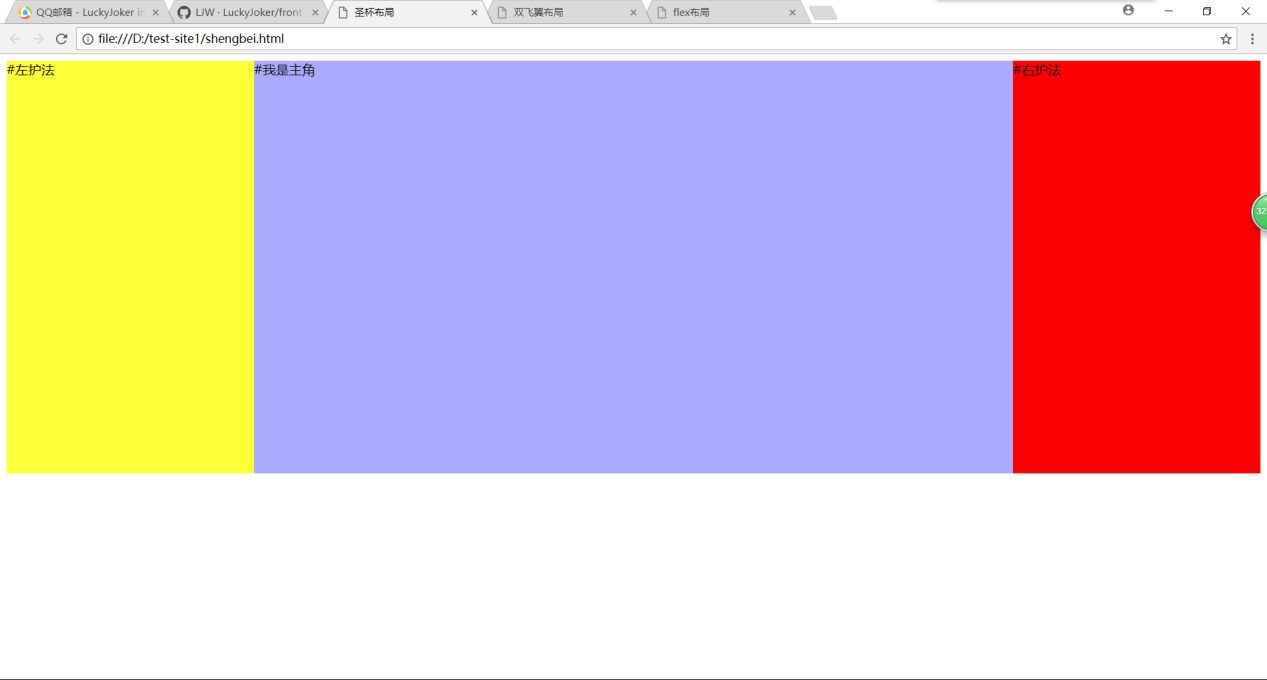 QQ邮箱 - LuckyJoker in
LJW · LuckyJoker/front
圣杯布局
双飞翼布局
flex布局
file:///D:/test-site1/shengbei.html
#左护法
#我是主角
#右护法
32